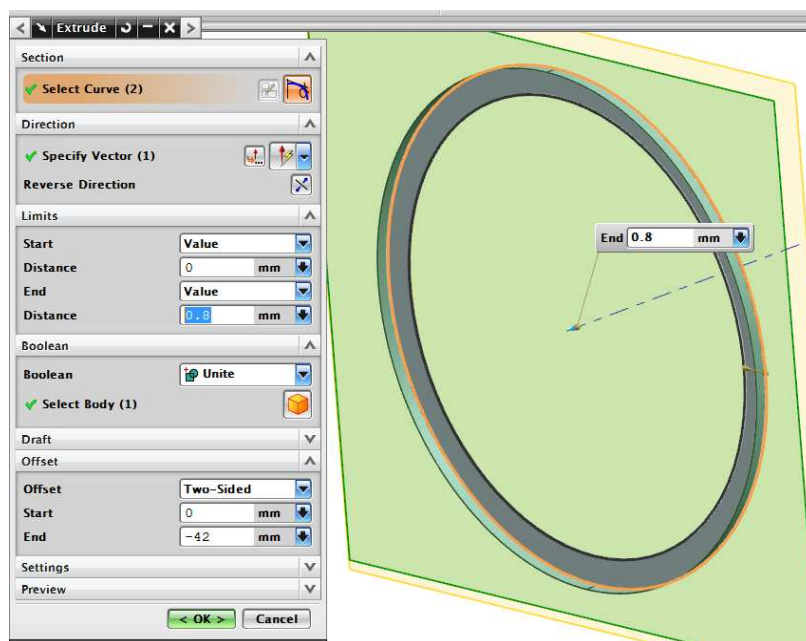 Extrude
Section
Select Curve (2)
Direction
Specify Vector (1)
Reverse Direction
Limits
Start Value
Distance 0 mm
End Value
Distance 0.8 mm
Boolean
Boolean Unite
Select Body (1)
Draft
Offset
Offset Two-Sided
Start 0 mm
End -42 mm
Settings
Preview
< OK > Cancel
End 0.8 mm